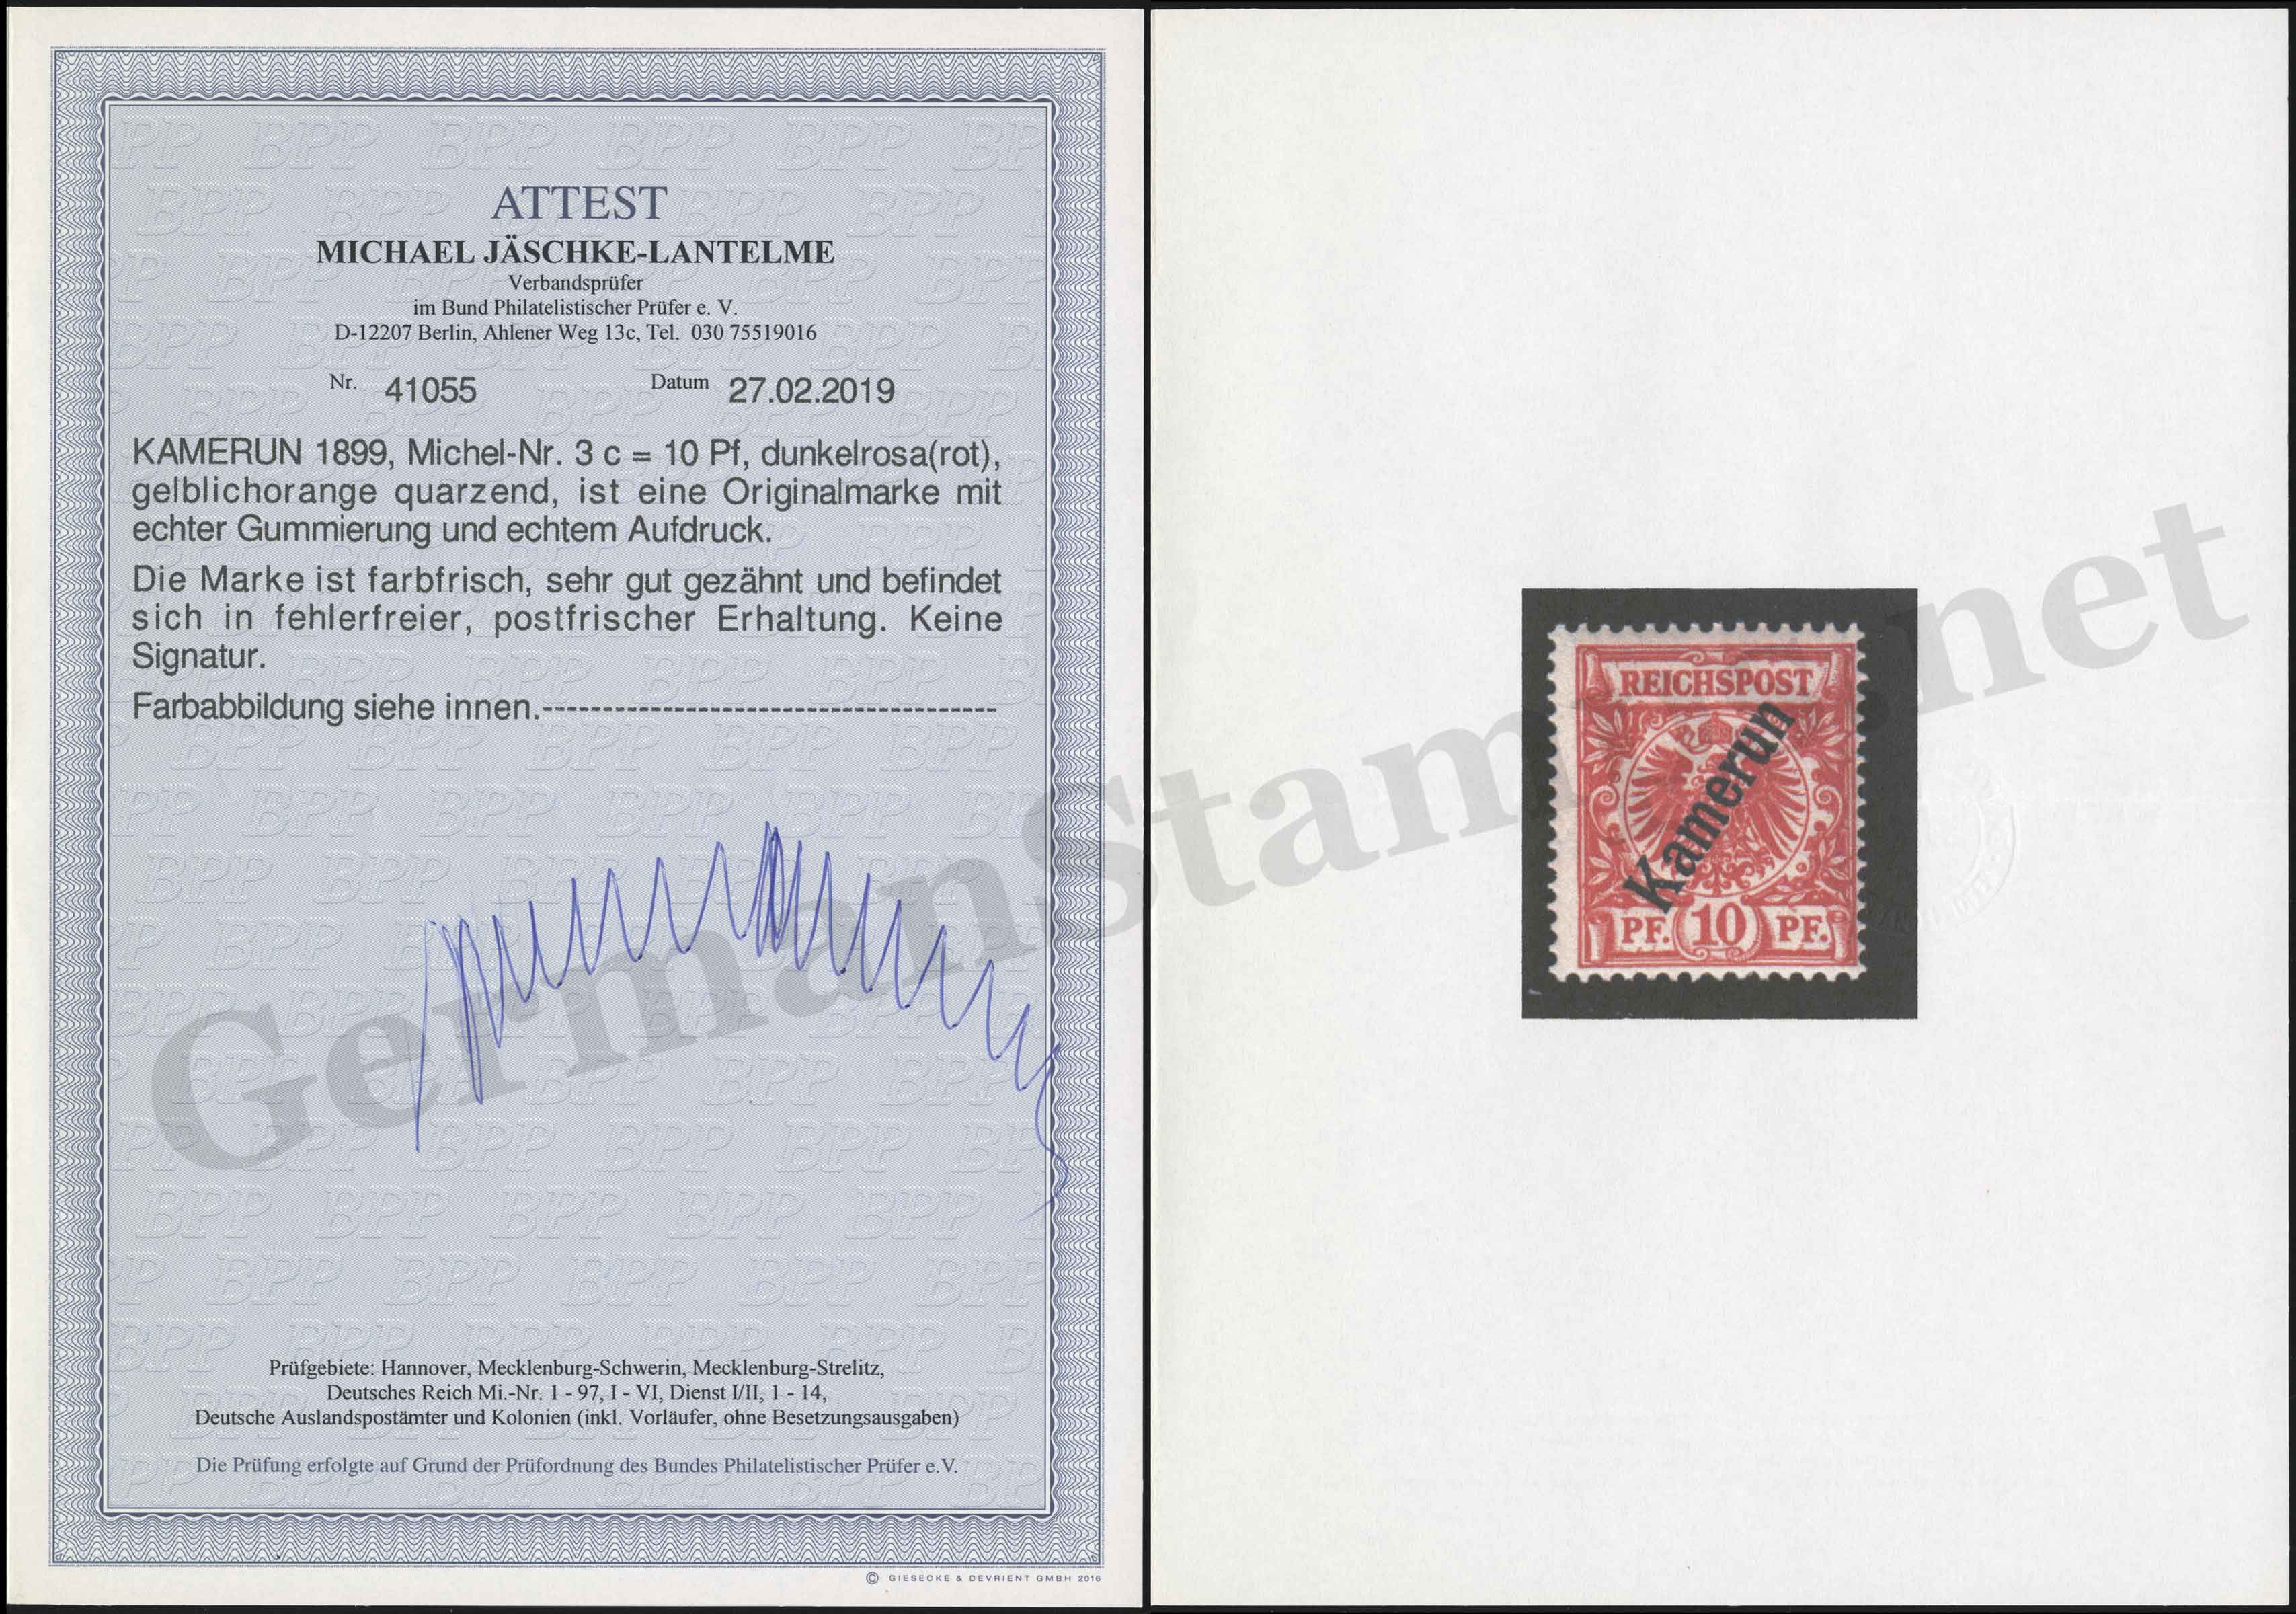 ATTEST
MICHAEL JÄSCHKE-LANTELME
Verbandsprüfer
im Bund Philatelistischer Prüfer e. V.
D-12207 Berlin, Ahlener Weg 13c, Tel. 030 75519016
Nr. 41055 Datum 27.02.2019
KAMERUN 1899, Michel-Nr. 3 c = 10 Pf, dunkelrosa(rot),
gelblichorange quarzend, ist eine Originalmarke mit
echter Gummierung und echtem Aufdruck.
Die Marke ist farbfrisch, sehr gut gezähnt und befindet
sich in fehlerfreier, postfrischer Erhaltung. Keine
Signatur.
Farbabbildung siehe innen.-------------------------------------
Prüfgebiete: Hannover, Mecklenburg-Schwerin, Mecklenburg-Strelitz,
Deutsches Reich Mi.-Nr. 1 - 97, I - VI, Dienst I/II, 1 - 14,
Deutsche Auslandspostämter und Kolonien (inkl. Vorläufer, ohne Besetzungsausgaben)
Die Prüfung erfolgte auf Grund der Prüfordnung des Bundes Philatelistischer Prüfer e.V.
© GIESECKE & DEVRIENT GMBH 2016
REICHSPOST
Kamerun
PF. 10 PF.